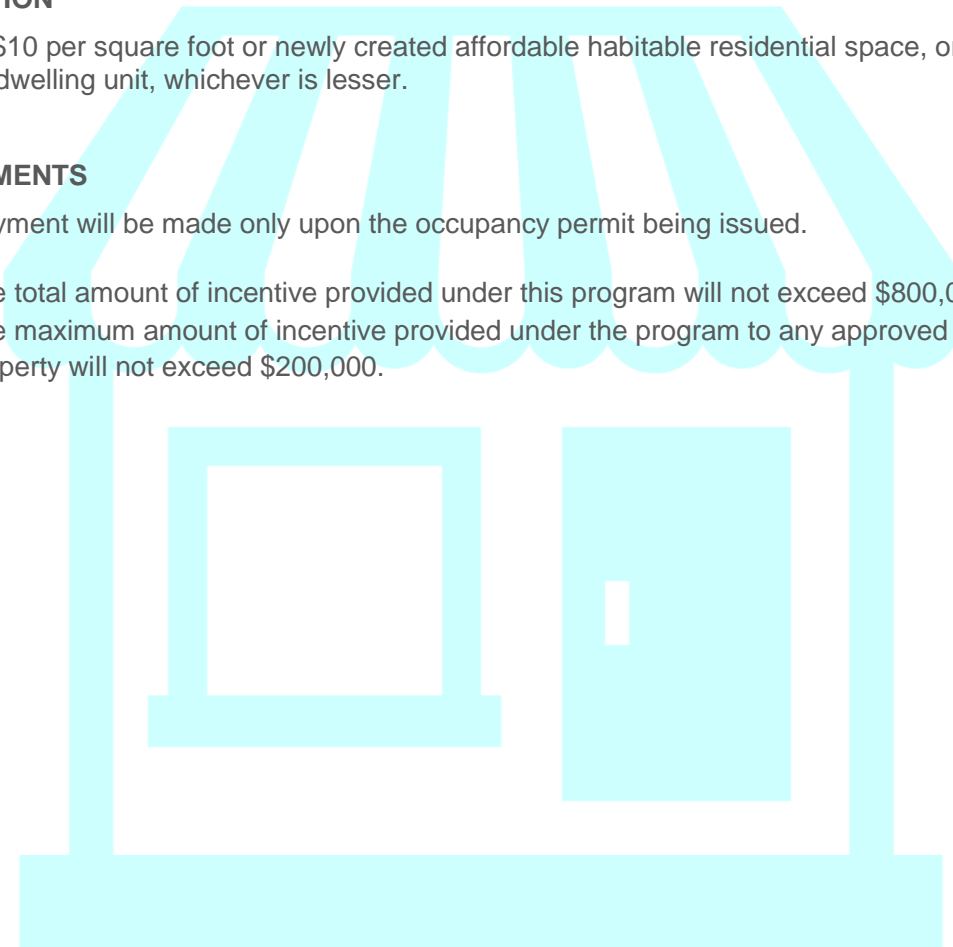 ION
$10 per square foot or newly created affordable habitable residential space, or
dwelling unit, whichever is lesser.
MENTS
yment will be made only upon the occupancy permit being issued.
e total amount of incentive provided under this program will not exceed $800,0
e maximum amount of incentive provided under the program to any approved
perty will not exceed $200,000.